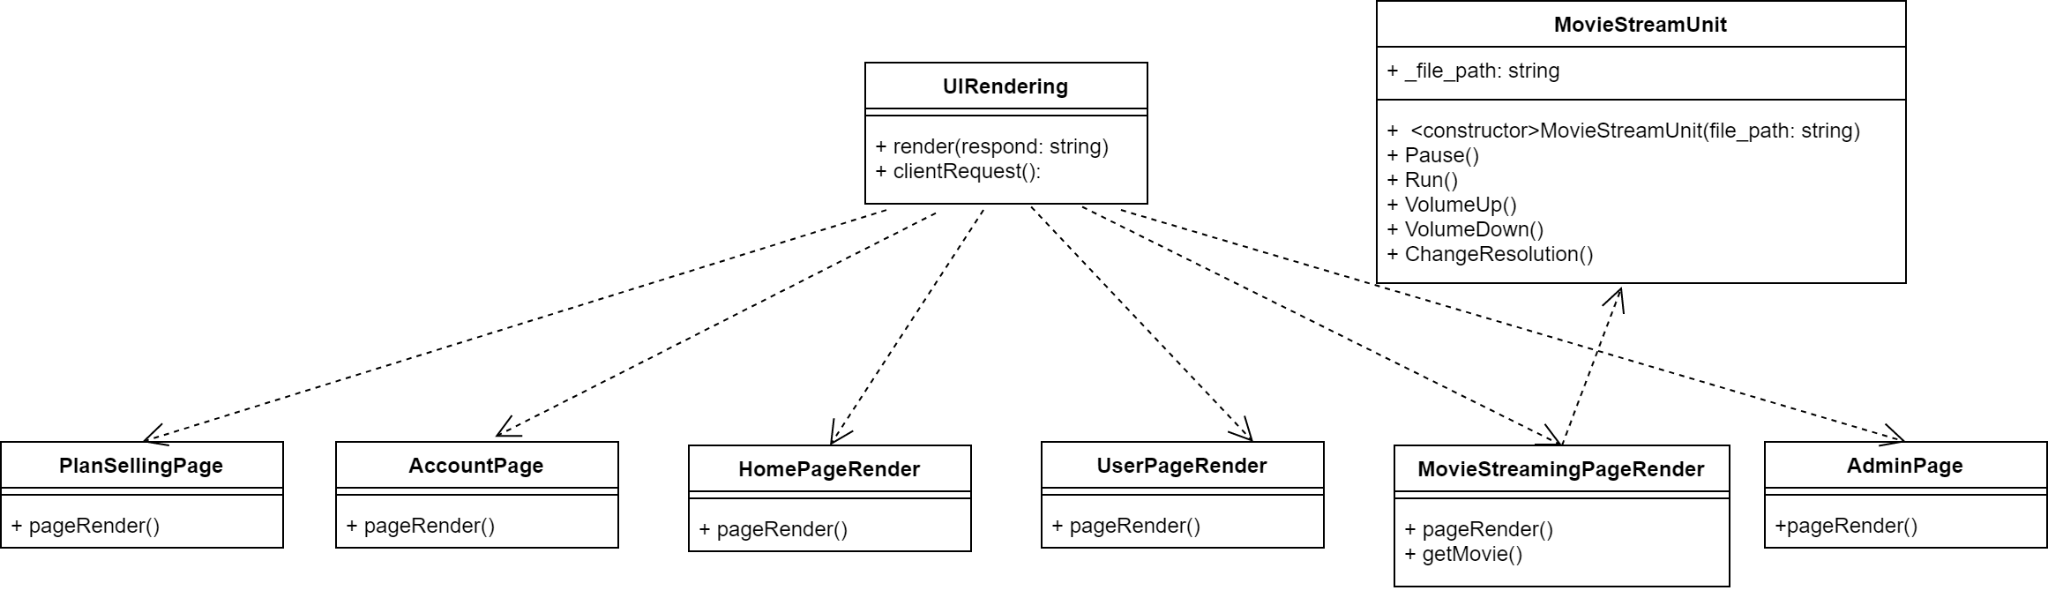 MovieStreamUnit
+ _file_path: string
+  <constructor>MovieStreamUnit(file_path: string)
+ Pause()
+ Run()
+ VolumeUp()
+ VolumeDown()
+ ChangeResolution()
UIRendering
+ render(respond: string)
+ clientRequest():
PlanSellingPage
+ pageRender()
AccountPage
+ pageRender()
HomePageRender
+ pageRender()
UserPageRender
+ pageRender()
MovieStreamingPageRender
+ pageRender()
+ getMovie()
AdminPage
+pageRender()